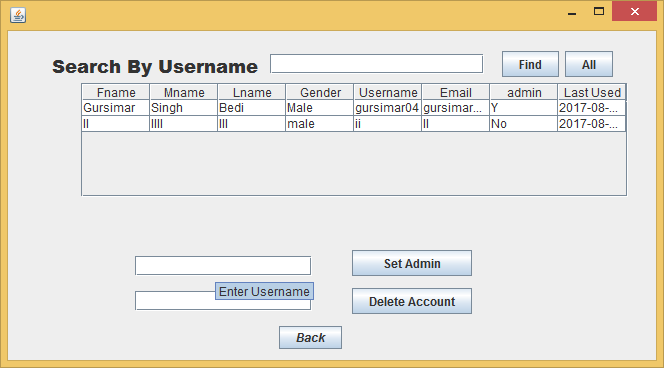 Search By Username Find All
Fname Mname Lname Gender Username Email admin Last Used
Gursimar Singh Bedi Male gursimar04 gursimar... Y 2017-08-...
ll llll lll male ii ll No 2017-08-...
Set Admin
Enter Username
Delete Account
Back